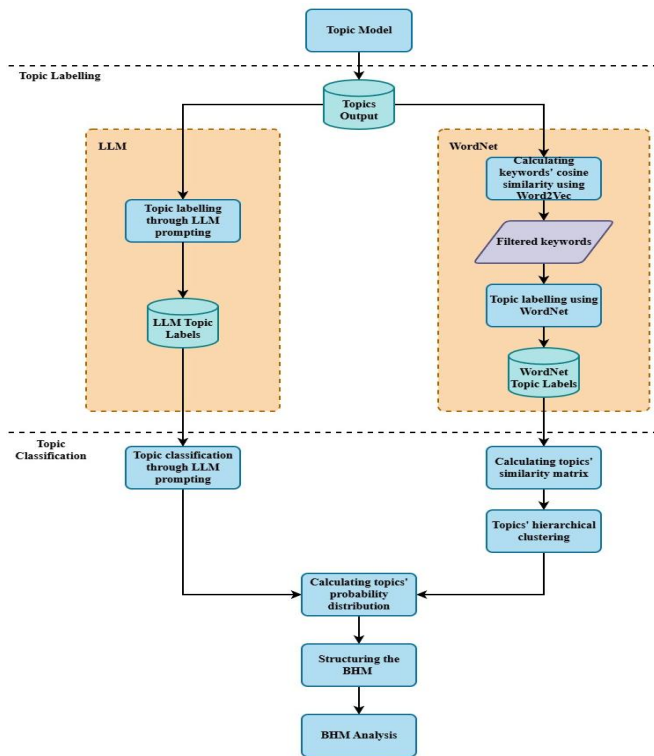 Topic Model
Topic Labelling
Topics
Output
LLM
Topic labelling
through LLM
prompting
LLM Topic
Labels
WordNet
Calculating
keywords' cosine
similarity using
Word2Vec
Filtered keywords
Topic labelling using
WordNet
WordNet
Topic Labels
Topic
Classification
Topic classification
through LLM
prompting
Calculating topics'
similarity matrix
Topics' hierarchical
clustering
Calculating topics'
probability
distribution
Structuring the
BHM
BHM Analysis